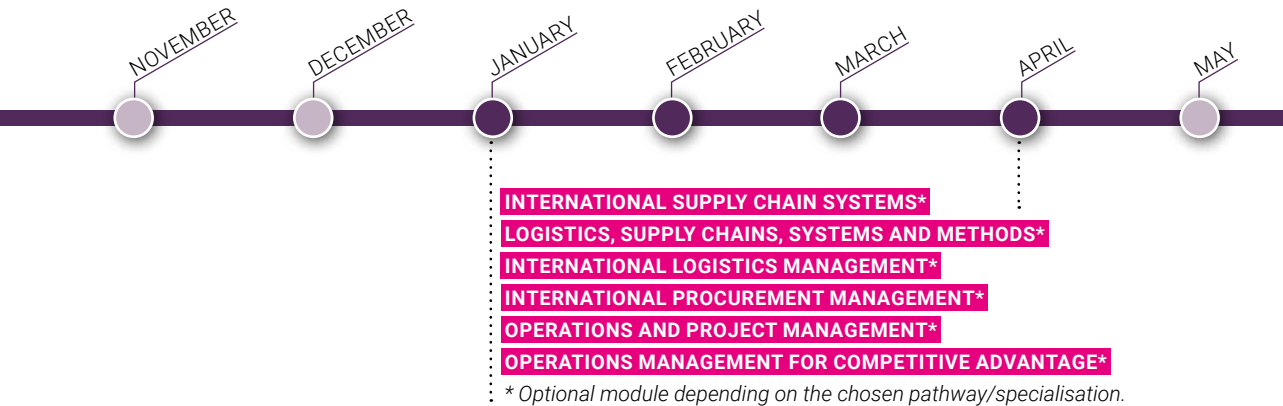 NOVEMBER
DECEMBER
JANUARY
FEBRUARY
MARCH
APRIL
MAY
INTERNATIONAL SUPPLY CHAIN SYSTEMS*
LOGISTICS, SUPPLY CHAINS, SYSTEMS AND METHODS*
INTERNATIONAL LOGISTICS MANAGEMENT*
INTERNATIONAL PROCUREMENT MANAGEMENT*
OPERATIONS AND PROJECT MANAGEMENT*
OPERATIONS MANAGEMENT FOR COMPETITIVE ADVANTAGE*
* Optional module depending on the chosen pathway/specialisation.